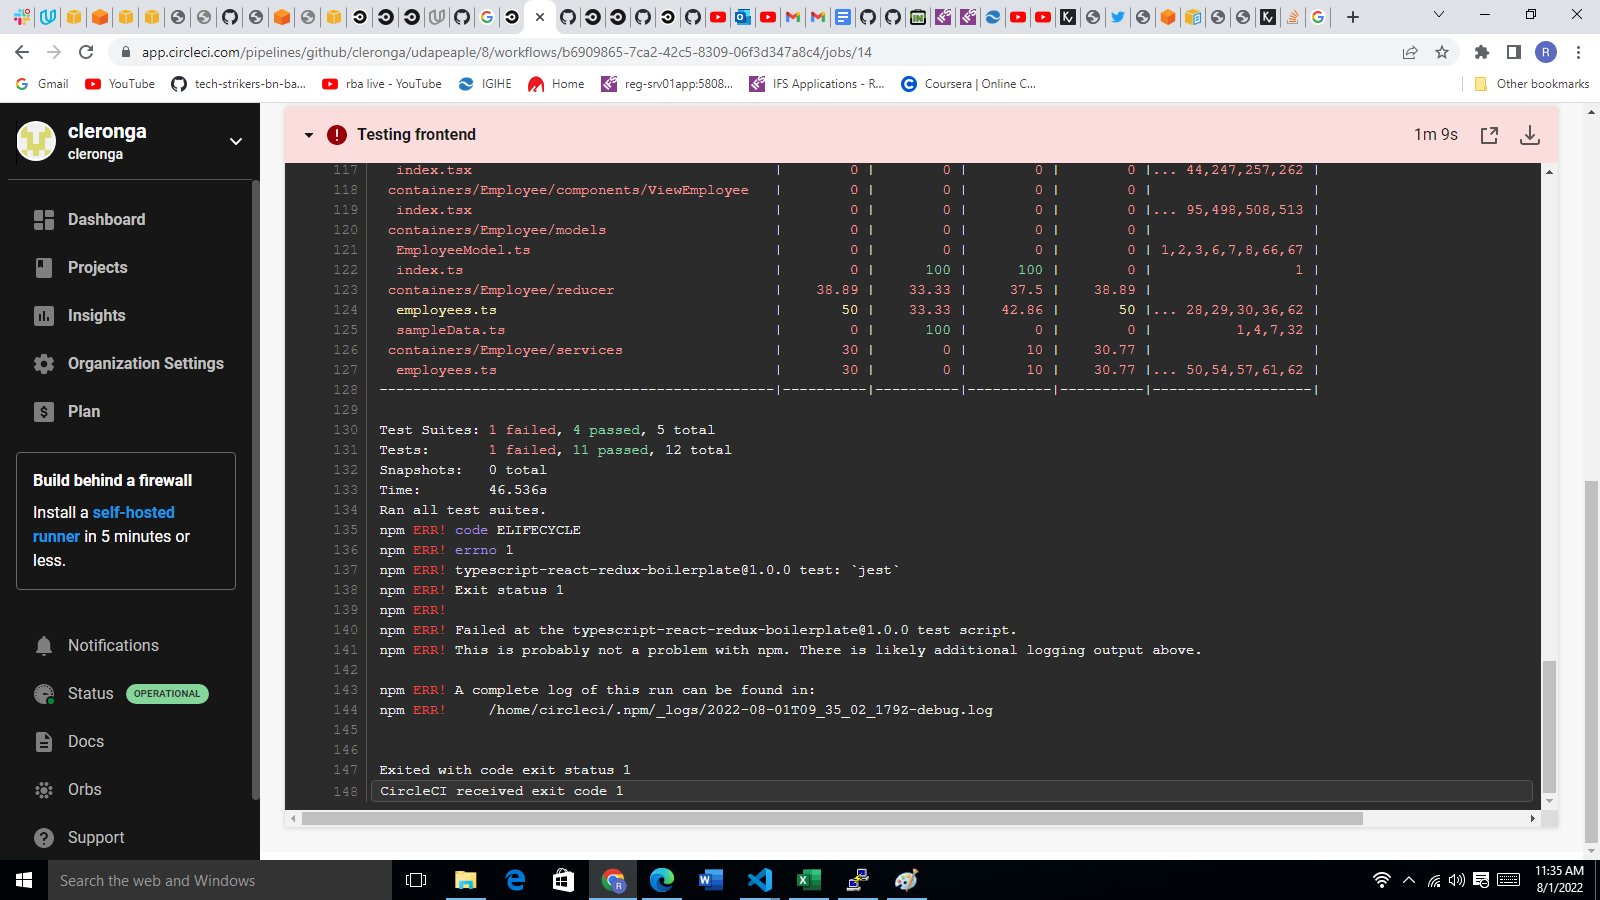 app.circleci.com/pipelines/github/cleronga/udapeaple/8/workflows/b6909865-7ca2-42c5-8309-06f3d347a8c4/jobs/14
R
Gmail
YouTube
tech-strikers-bn-ba...
rba live - YouTube
IGIHE
Home
reg-srv01app:5808...
IFS Applications - R...
Coursera | Online C...
Other bookmarks
cleronga
cleronga
Dashboard
Projects
Insights
Organization Settings
Plan
Build behind a firewall
Install a self-hosted
runner in 5 minutes or
less.
Notifications
Status OPERATIONAL
Docs
Orbs
Support
Testing frontend 1m 9s
117 index.tsx | 0 | 0 | 0 | 0 |... 44,247,257,262 |
118 containers/Employee/components/ViewEmployee | 0 | 0 | 0 | 0 | |
119 index.tsx | 0 | 0 | 0 | 0 |... 95,498,508,513 |
120 containers/Employee/models | 0 | 0 | 0 | 0 | |
121 EmployeeModel.ts | 0 | 0 | 0 | 0 | 1,2,3,6,7,8,66,67 |
122 index.ts | 0 | 100 | 100 | 0 | 1 |
123 containers/Employee/reducer | 38.89 | 33.33 | 37.5 | 38.89 | |
124 employees.ts | 50 | 33.33 | 42.86 | 50 |... 28,29,30,36,62 |
125 sampleData.ts | 0 | 100 | 0 | 0 | 1,4,7,32 |
126 containers/Employee/services | 30 | 0 | 10 | 30.77 | |
127 employees.ts | 30 | 0 | 10 | 30.77 |... 50,54,57,61,62 |
128 -----------------------------------------------|----------|----------|----------|----------|-------------------|
129
130 Test Suites: 1 failed, 4 passed, 5 total
131 Tests: 1 failed, 11 passed, 12 total
132 Snapshots: 0 total
133 Time: 46.536s
134 Ran all test suites.
135 npm ERR! code ELIFECYCLE
136 npm ERR! errno 1
137 npm ERR! typescript-react-redux-boilerplate@1.0.0 test: `jest`
138 npm ERR! Exit status 1
139 npm ERR!
140 npm ERR! Failed at the typescript-react-redux-boilerplate@1.0.0 test script.
141 npm ERR! This is probably not a problem with npm. There is likely additional logging output above.
142
143 npm ERR! A complete log of this run can be found in:
144 npm ERR! /home/circleci/.npm/_logs/2022-08-01T09_35_02_179Z-debug.log
145
146
147 Exited with code exit status 1
148 CircleCI received exit code 1
Search the web and Windows
11:35 AM
8/1/2022